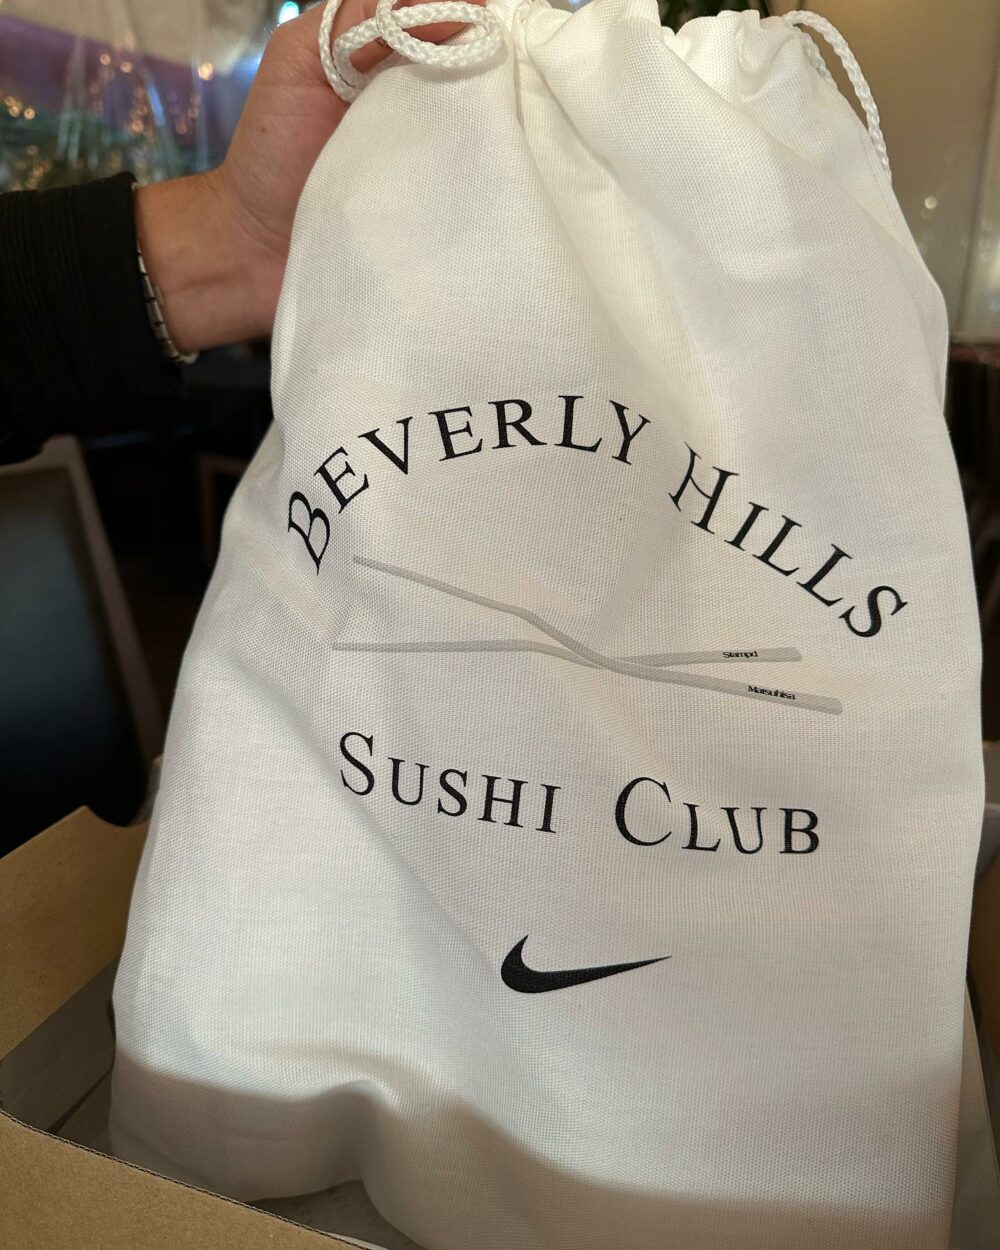 BEVERLY HILLS
Stampd
Matsuhisa
SUSHI CLUB